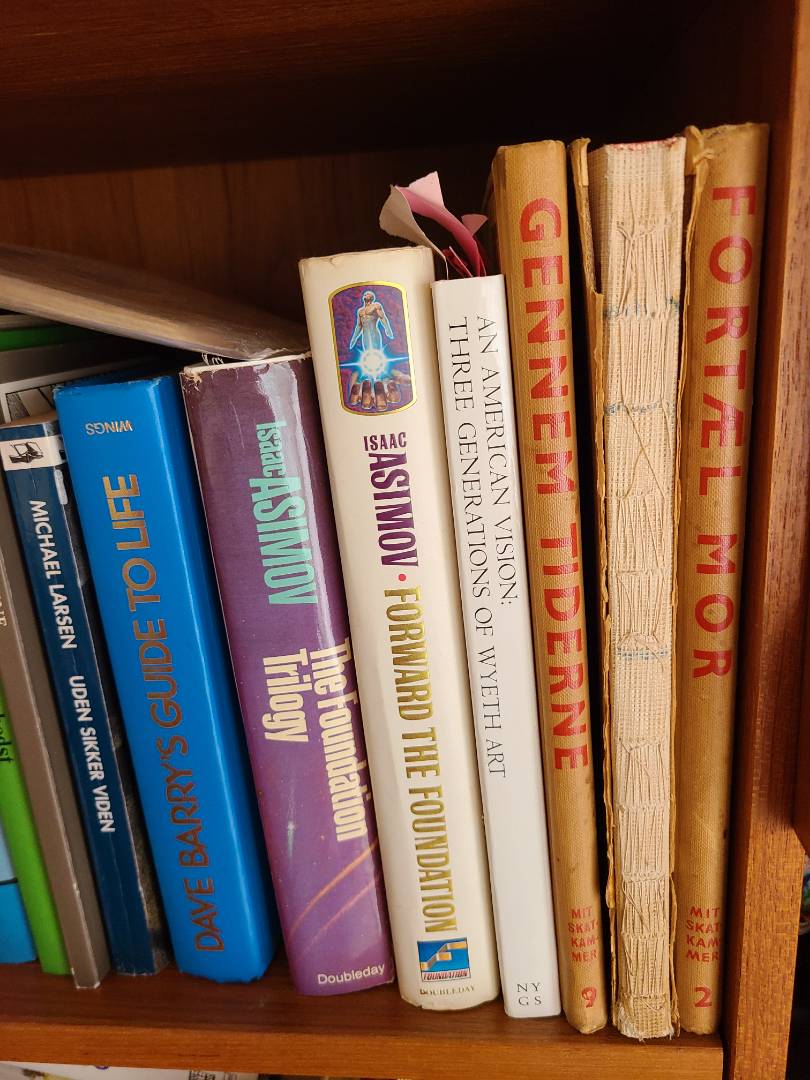 MICHAEL LARSEN UDEN SIKKER VIDEN
WINGS
DAVE BARRY'S GUIDE TO LIFE
Isaac ASIMOV
The Foundation
Trilogy
Doubleday
ISAAC
ASIMOV • FORWARD THE FOUNDATION
FOUNDATION
DOUBLEDAY
AN AMERICAN VISION:
THREE GENERATIONS OF WYETH ART
NY
GS
GENNEM TIDERNE
MIT
SKAT-
KAM-
MER
9
FORTÆL MOR
MIT
SKAT-
KAM-
MER
2